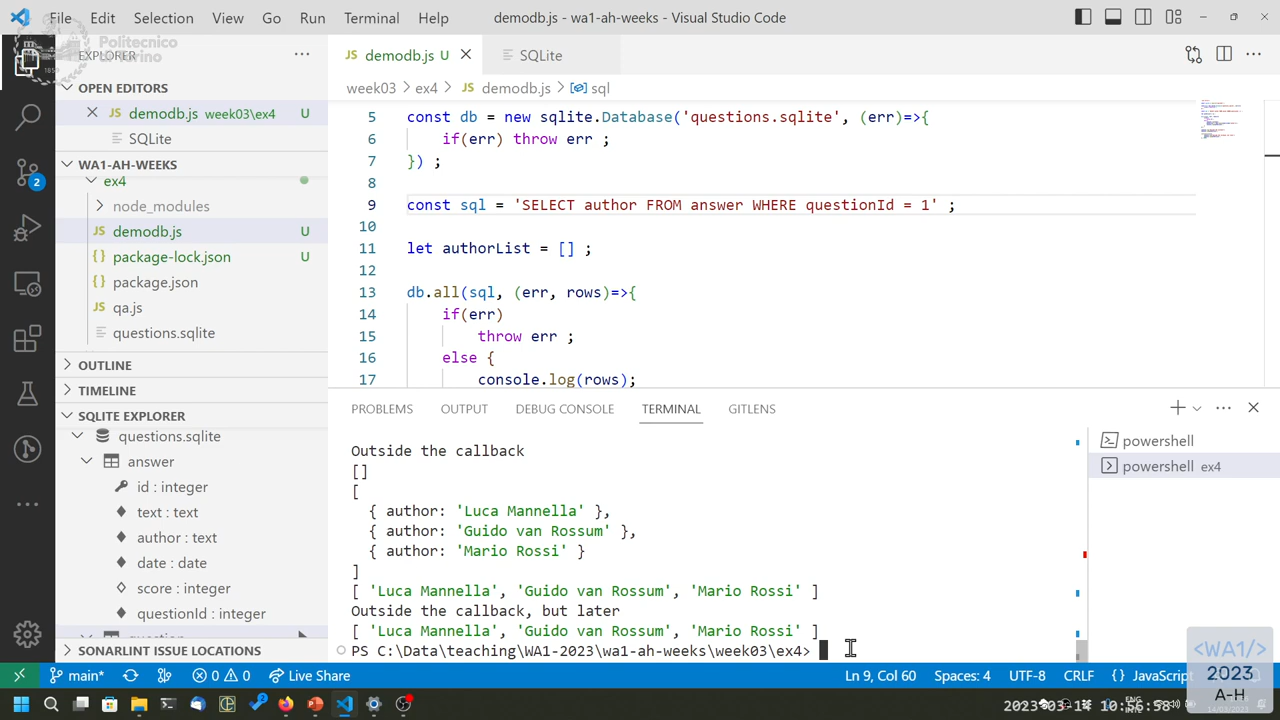 File Edit Selection View Go Run Terminal Help demodb.js - wa1-ah-weeks - Visual Studio Code
Politecnico
di Torino
1859
EXPLORER
OPEN EDITORS
demodb.js week03\ex4 U
SQLite
WA1-AH-WEEKS
ex4
node_modules
demodb.js U
package-lock.json U
package.json
qa.js
questions.sqlite
OUTLINE
TIMELINE
SQLITE EXPLORER
questions.sqlite
answer
id : integer
text : text
author : text
date : text
score : integer
questionId : integer
question
SONARLINT ISSUE LOCATIONS
2
demodb.js U SQLite
week03 > ex4 > demodb.js > sql
5 const db = new sqlite.Database('questions.sqlite', (err)=>{
6 if(err) throw err ;
7 }) ;
8
9 const sql = 'SELECT author FROM answer WHERE questionId = 1' ;
10
11 let authorList = [] ;
12
13 db.all(sql, (err, rows)=>{
14 if(err)
15 throw err ;
16 else {
17 console.log(rows);
PROBLEMS OUTPUT DEBUG CONSOLE TERMINAL GITLENS
Outside the callback
[]
[
{ author: 'Luca Mannella' },
{ author: 'Guido van Rossum' },
{ author: 'Mario Rossi' }
]
[ 'Luca Mannella', 'Guido van Rossum', 'Mario Rossi' ]
Outside the callback, but later
[ 'Luca Mannella', 'Guido van Rossum', 'Mario Rossi' ]
PS C:\Data\teaching\WA1-2023\wa1-ah-weeks\week03\ex4>
powershell
powershell ex4
<WA1/>
2023
A-H
main* 0 0 Live Share Ln 9, Col 60 Spaces: 4 UTF-8 CRLF {} JavaScript